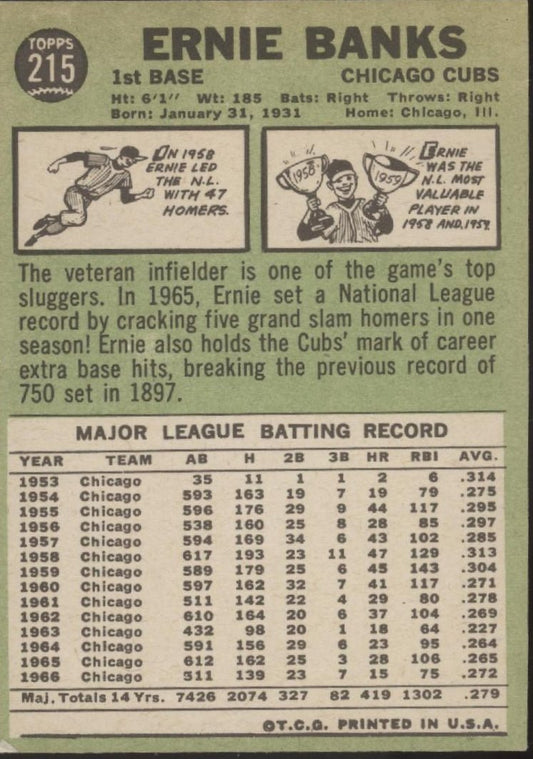 TOPPS
215
ERNIE BANKS
1st BASE CHICAGO CUBS
Ht: 6'1" Wt: 185 Bats: Right Throws: Right
Born: January 31, 1931 Home: Chicago, Ill.
IN 1958
ERNIE LED
THE N.L.
WITH 47
HOMERS.
1958
1959
ERNIE
WAS THE
N.L. MOST
VALUABLE
PLAYER IN
1958 AND 1959.
The veteran infielder is one of the game's top
sluggers. In 1965, Ernie set a National League
record by cracking five grand slam homers in one
season! Ernie also holds the Cubs' mark of career
extra base hits, breaking the previous record of
750 set in 1897.
MAJOR LEAGUE BATTING RECORD
YEAR TEAM AB H 2B 3B HR RBI AVG.
1953 Chicago 35 11 1 1 2 6 .314
1954 Chicago 593 163 19 7 19 79 .275
1955 Chicago 596 176 29 9 44 117 .295
1956 Chicago 538 160 25 8 28 85 .297
1957 Chicago 594 169 34 6 43 102 .285
1958 Chicago 617 193 23 11 47 129 .313
1959 Chicago 589 179 25 6 45 143 .304
1960 Chicago 597 162 32 7 41 117 .271
1961 Chicago 511 142 22 4 29 80 .278
1962 Chicago 610 164 20 6 37 104 .269
1963 Chicago 432 98 20 1 18 64 .227
1964 Chicago 591 156 29 6 23 95 .264
1965 Chicago 612 162 25 3 28 106 .265
1966 Chicago 511 139 23 7 15 75 .272
Maj. Totals 14 Yrs. 7426 2074 327 82 419 1302 .279
©T.C.G. PRINTED IN U.S.A.